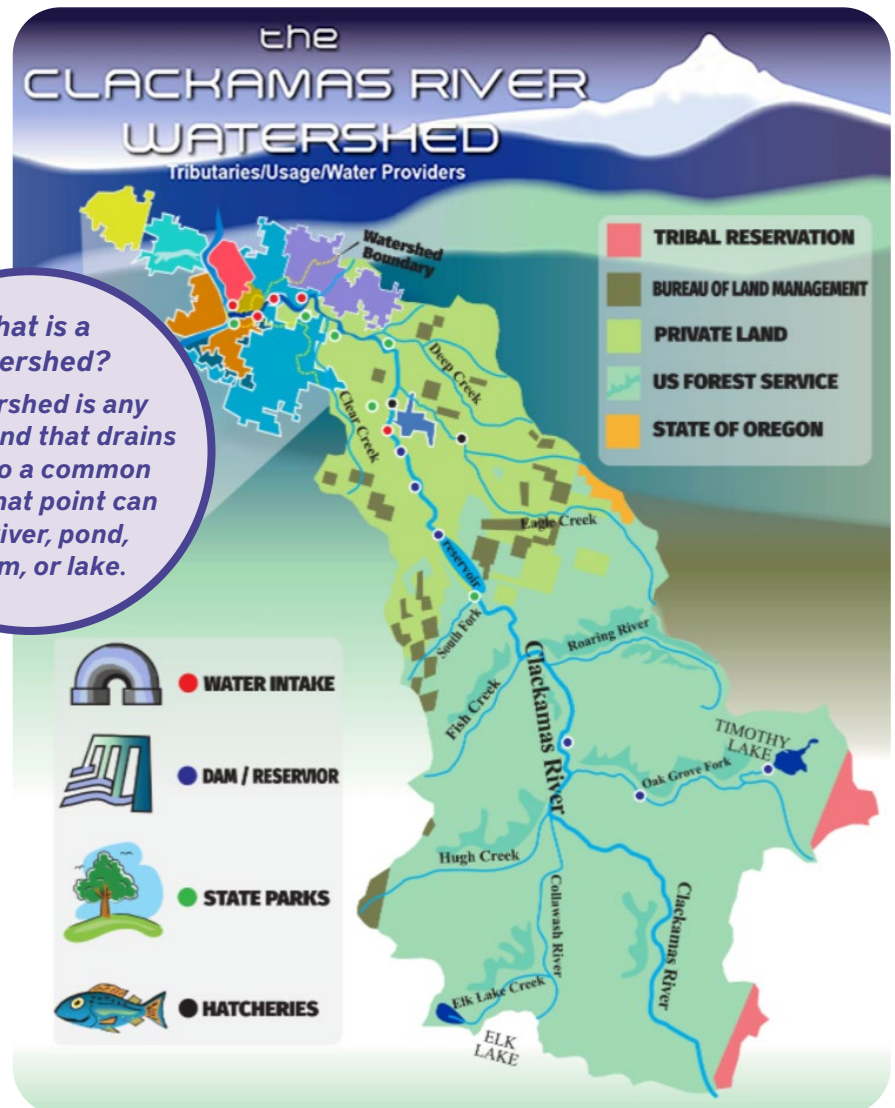 the
CLACKAMAS RIVER
WATERSHED
Tributaries/Usage/Water Providers
Watershed
Boundary
TRIBAL RESERVATION
BUREAU OF LAND MANAGEMENT
PRIVATE LAND
US FOREST SERVICE
STATE OF OREGON
hat is a
ershed?
rshed is any
nd that drains
o a common
hat point can
iver, pond,
m, or lake.
Deep Creek
Clear Creek
Eagle Creek
reservoir
South Fork
Roaring River
Fish Creek
Clackamas River
TIMOTHY
LAKE
Oak Grove Fork
Hugh Creek
Collawash River
Clackamas River
Elk Lake Creek
ELK
LAKE
WATER INTAKE
DAM / RESERVIOR
STATE PARKS
HATCHERIES